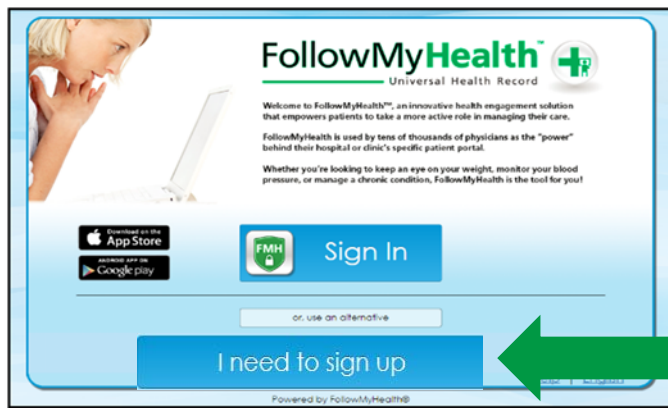 FollowMyHealth™
Universal Health Record
Welcome to FollowMyHealth™, an innovative health engagement solution
that empowers patients to take a more active role in managing their care.
FollowMyHealth is used by tens of thousands of physicians as the "power"
behind their hospital or clinic's specific patient portal.
Whether you're looking to keep an eye on your weight, monitor your blood
pressure, or manage a chronic condition, FollowMyHealth is the tool for you!
Download on the
App Store
ANDROID APP ON
Google play
FMH
Sign In
or, use an alternative
I need to sign up
English
Powered by FollowMyHealth®